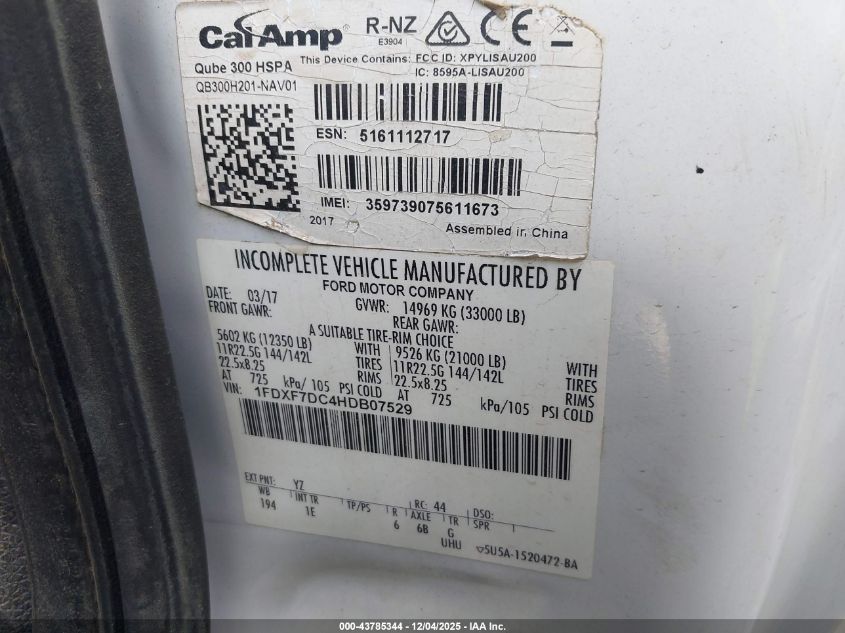 CalAmp® R-NZ
E3904
Qube 300 HSPA This Device Contains: FCC ID: XPYLISAU200
QB300H201-NAV01 IC: 8595A-LISAU200
ESN: 5161112717
IMEI: 359739075611673
2017 Assembled in China
INCOMPLETE VEHICLE MANUFACTURED BY
FORD MOTOR COMPANY
DATE: 03/17 GVWR: 14969 KG (33000 LB)
FRONT GAWR: REAR GAWR:
A SUITABLE TIRE-RIM CHOICE
5602 KG (12350 LB) WITH 9526 KG (21000 LB) WITH
11R22.5G 144/142L TIRES 11R22.5G 144/142L TIRES
22.5x8.25 RIMS 22.5x8.25 RIMS
AT 725 kPa/ 105 PSI COLD AT 725 kPa/105 PSI COLD
VIN: 1FDXF7DC4HDB07529
EXT PNT: YZ RC: 44 DSO:
WB INT TR TP/PS R AXLE TR SPR
194 1E 6 6B G
UHU ▽5U5A-1520472-BA
000-43785344 - 12/04/2025 - IAA Inc.